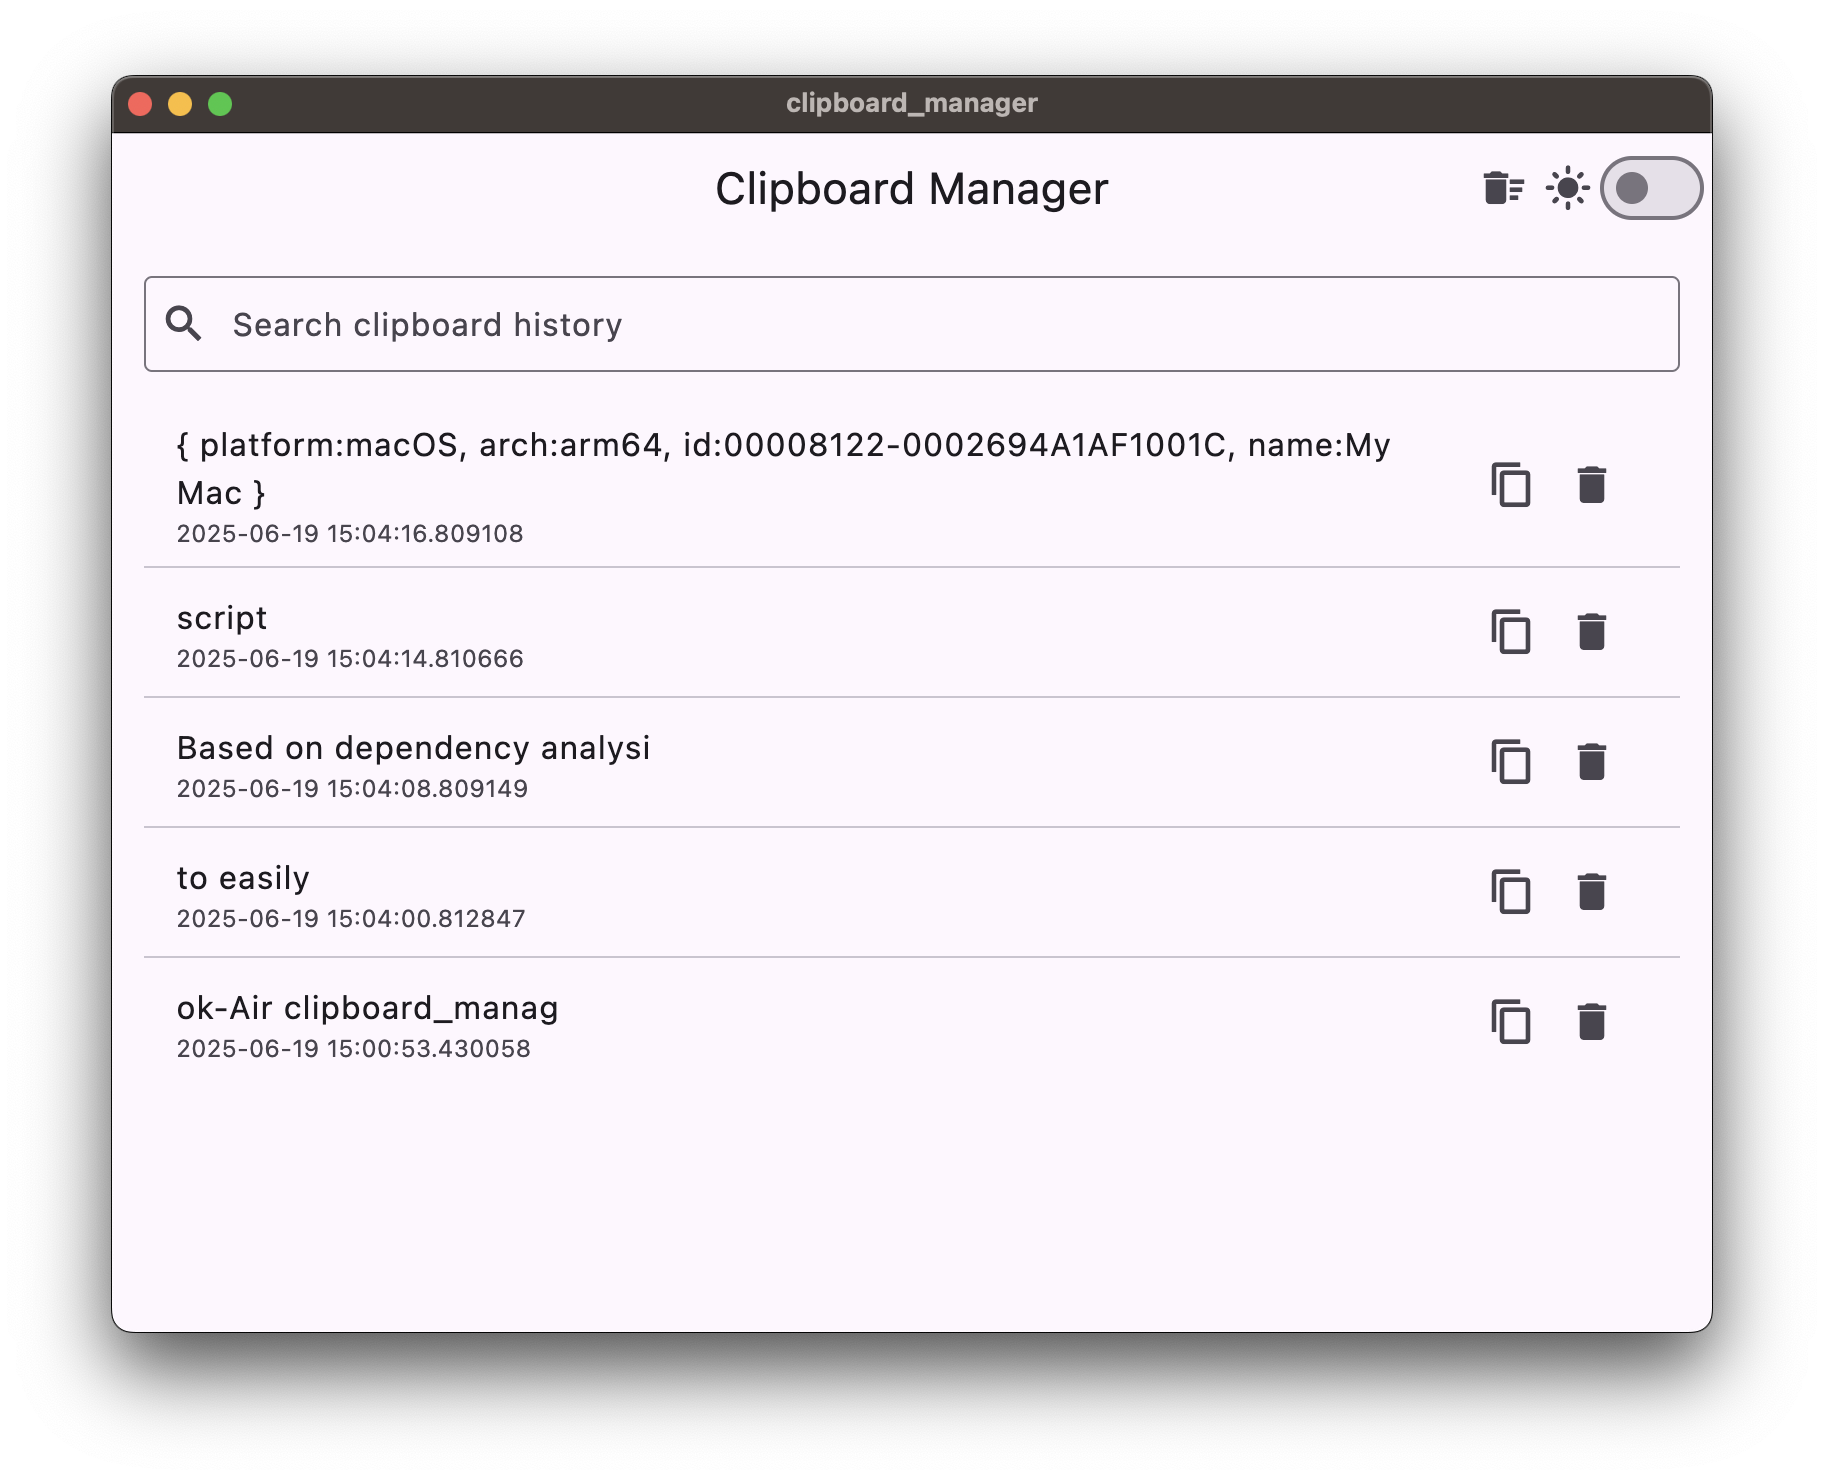 clipboard_manager
Clipboard Manager
Search clipboard history
{ platform:macOS, arch:arm64, id:00008122-0002694A1AF1001C, name:My
Mac }
2025-06-19 15:04:16.809108
script
2025-06-19 15:04:14.810666
Based on dependency analysi
2025-06-19 15:04:08.809149
to easily
2025-06-19 15:04:00.812847
ok-Air clipboard_manag
2025-06-19 15:00:53.430058